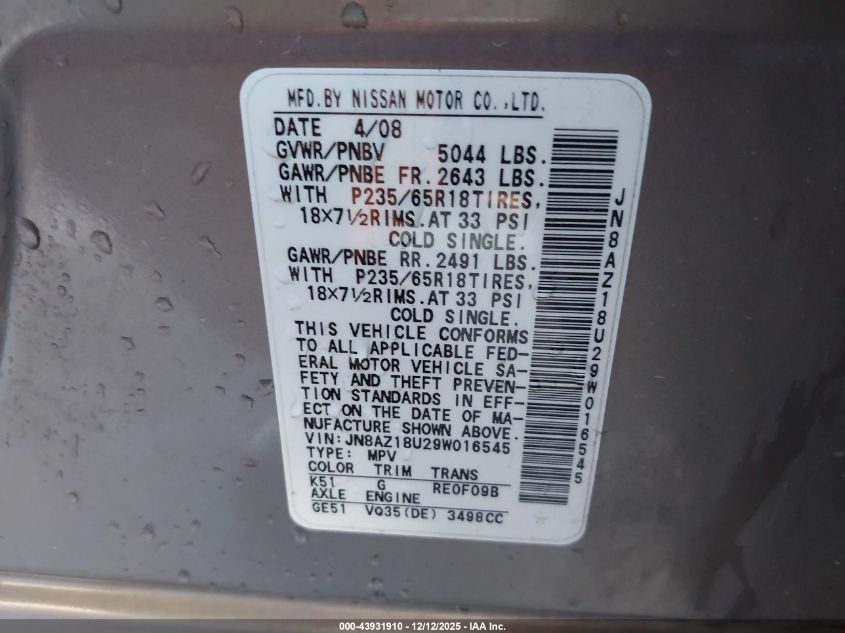 MFD.BY NISSAN MOTOR CO.,LTD.
DATE 4/08
GVWR/PNBV 5044 LBS.
GAWR/PNBE FR. 2643 LBS.
WITH P235/65R18TIRES,
18×7½RIMS.AT 33 PSI
COLD SINGLE.
GAWR/PNBE RR. 2491 LBS.
WITH P235/65R18TIRES,
18×7½RIMS.AT 33 PSI
COLD SINGLE.
THIS VEHICLE CONFORMS
TO ALL APPLICABLE FED-
ERAL MOTOR VEHICLE SA-
FETY AND THEFT PREVEN-
TION STANDARDS IN EFF-
ECT ON THE DATE OF MA-
NUFACTURE SHOWN ABOVE.
VIN:JN8AZ18U29W016545
TYPE: MPV
COLOR TRIM TRANS
K51 G RE0F09B
AXLE ENGINE
GE51 VQ35(DE) 3498CC
JN8AZ18U29W016545
000-43931910 - 12/12/2025 - IAA Inc.